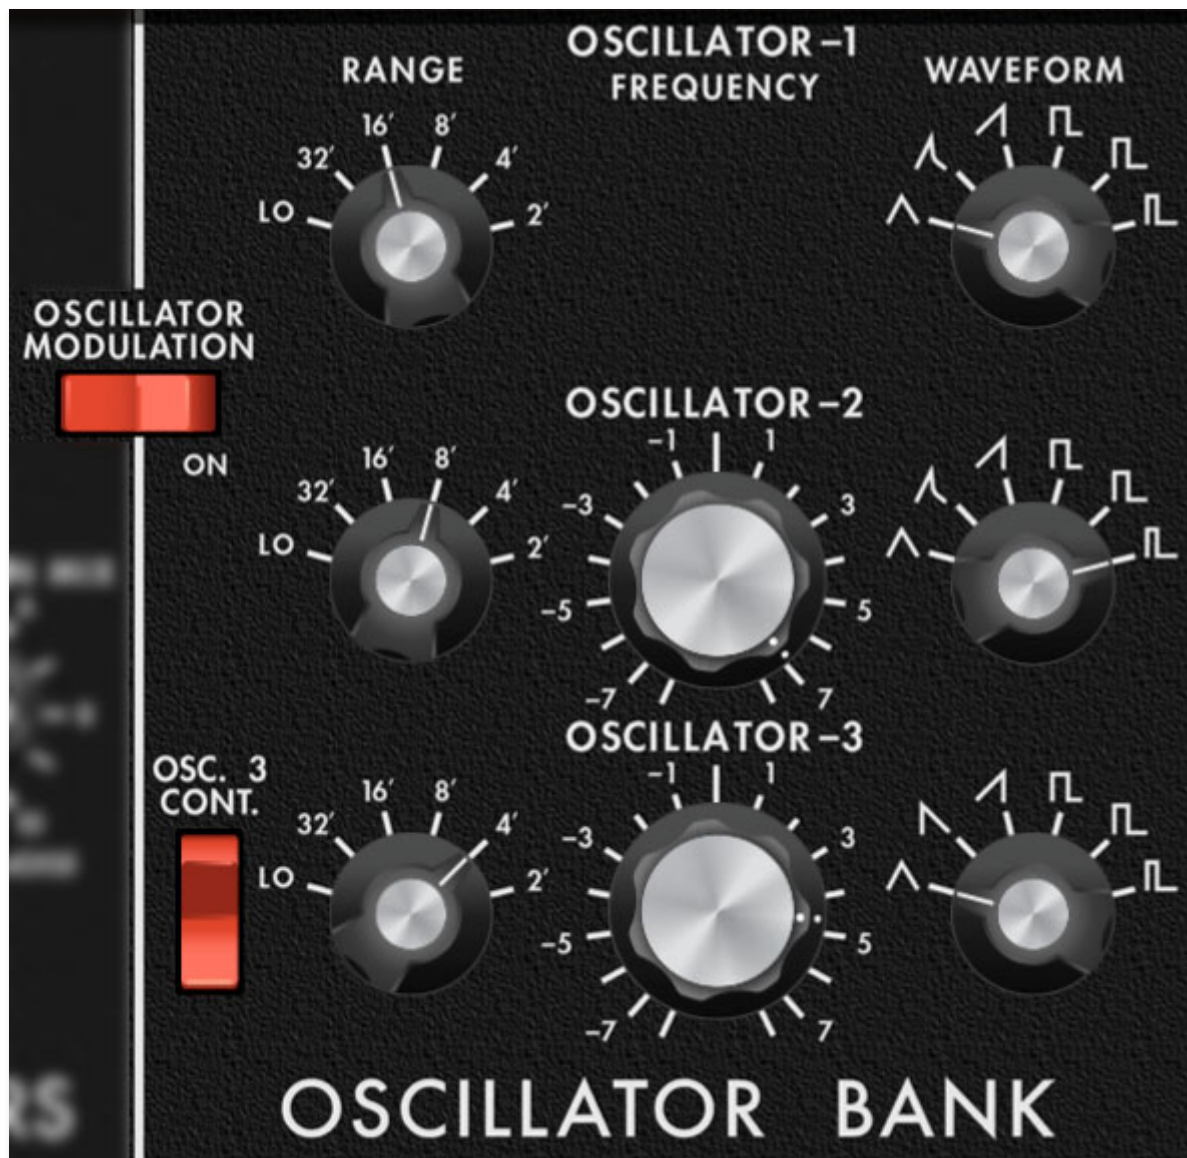 OSCILLATOR –1
RANGE
FREQUENCY
WAVEFORM
LO 32′ 16′ 8′ 4′ 2′
OSCILLATOR
MODULATION
ON
OSCILLATOR –2
LO 32′ 16′ 8′ 4′ 2′
–7 –5 –3 –1 1 3 5 7
OSCILLATOR –3
OSC. 3
CONT.
LO 32′ 16′ 8′ 4′ 2′
–7 –5 –3 –1 1 3 5 7
RS
OSCILLATOR BANK